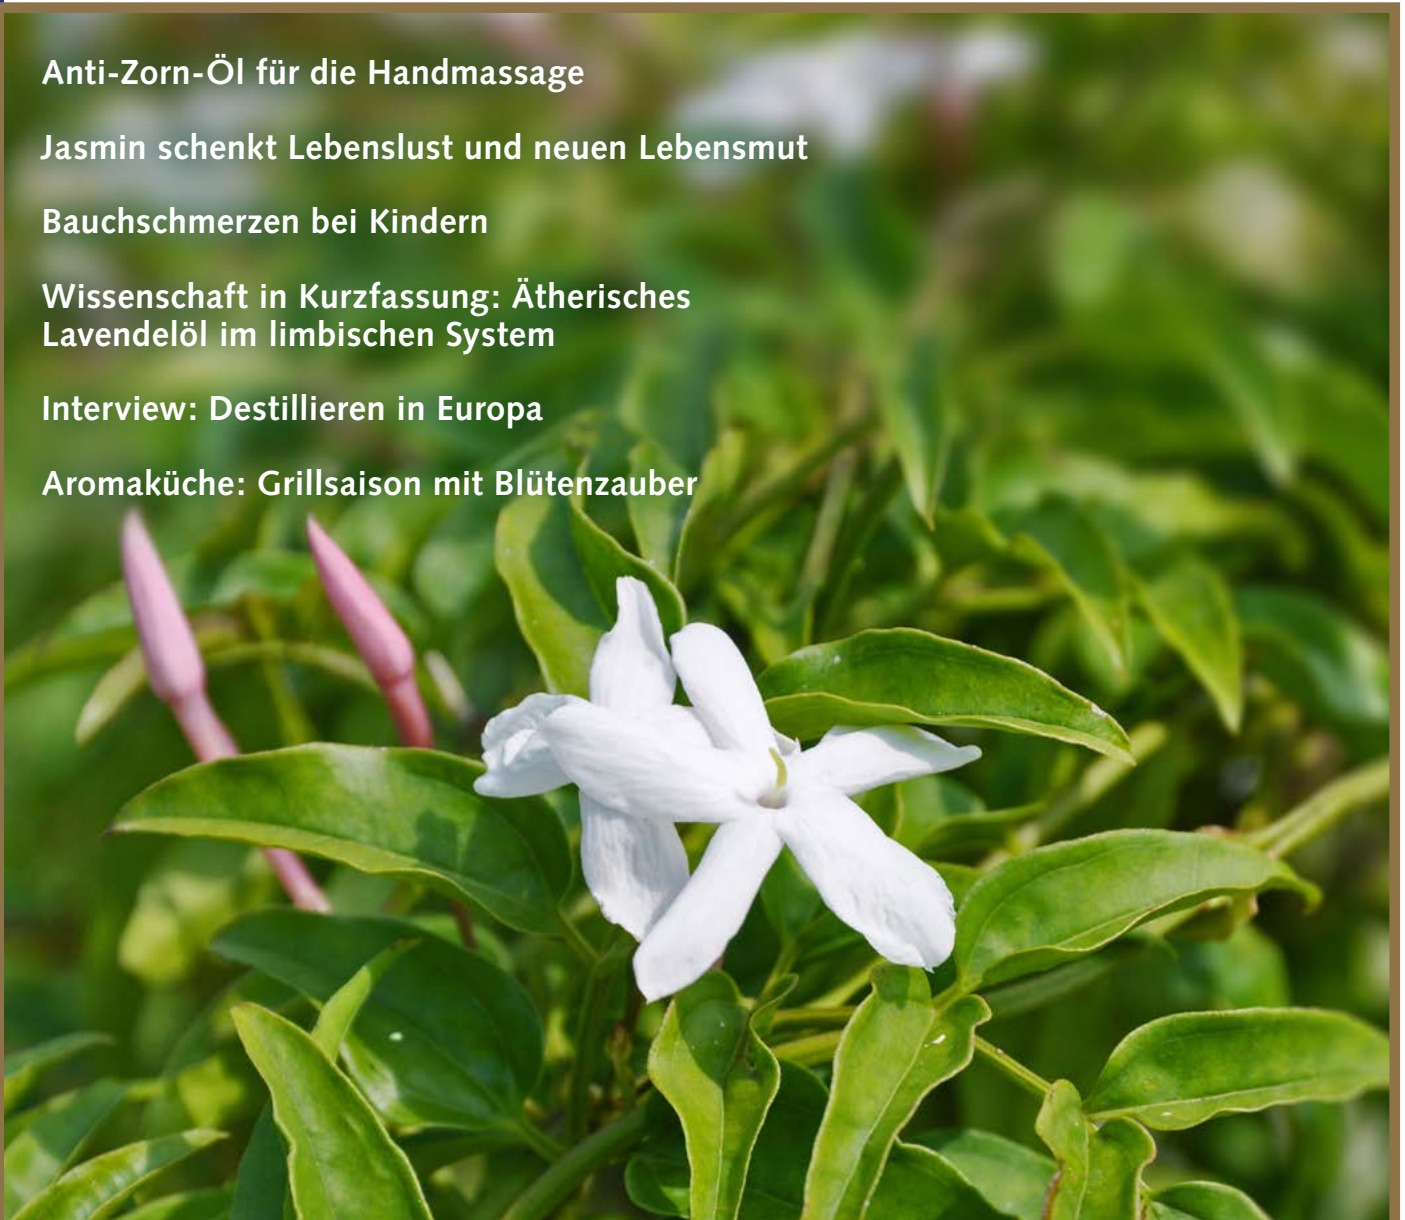 Anti-Zorn-Öl für die Handmassage
Jasmin schenkt Lebenslust und neuen Lebensmut
Bauchschmerzen bei Kindern
Wissenschaft in Kurzfassung: Ätherisches
Lavendelöl im limbischen System
Interview: Destillieren in Europa
Aromaküche: Grillsaison mit Blütenzauber